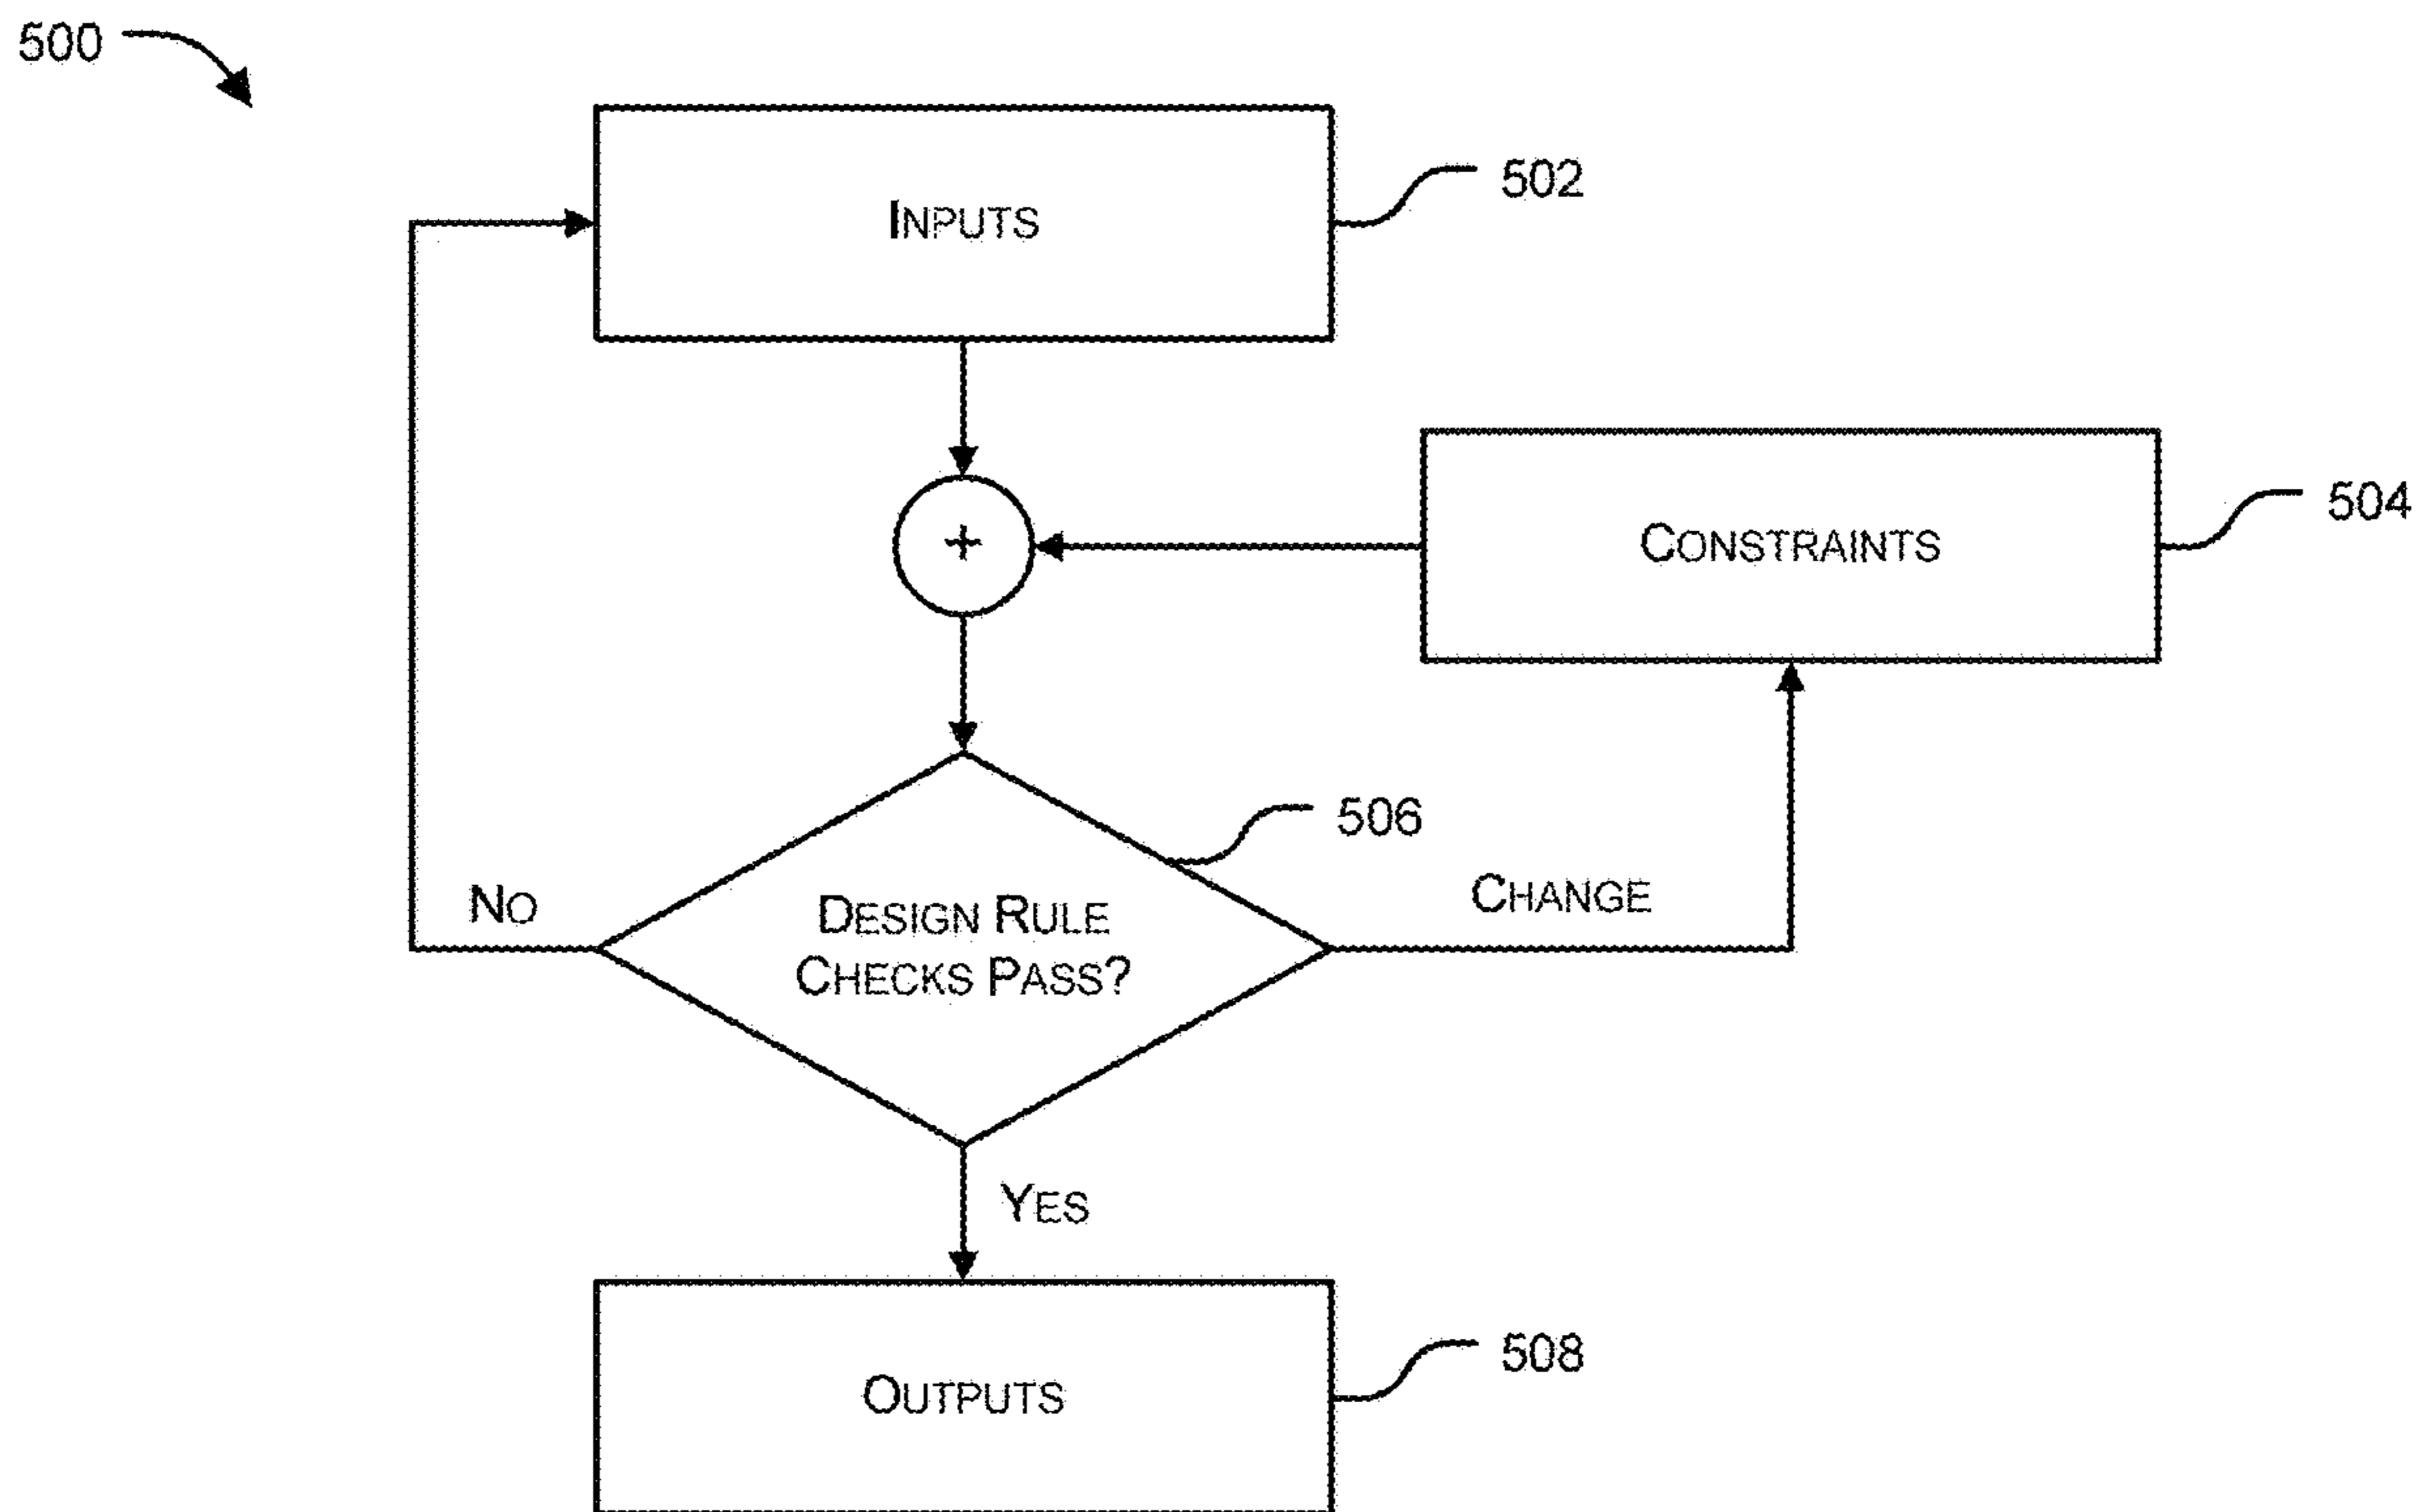 500
INPUTS
502
+
CONSTRAINTS
504
506
NO
DESIGN RULE
CHECKS PASS?
CHANGE
YES
OUTPUTS
508